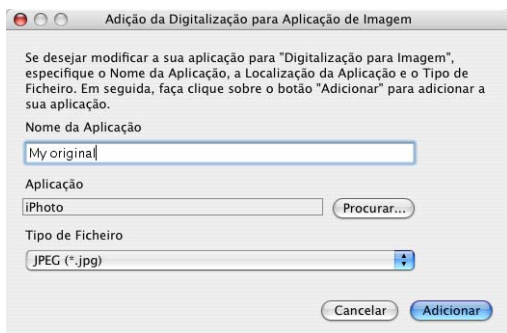 Adição da Digitalização para Aplicação de Imagem
Se desejar modificar a sua aplicação para "Digitalização para Imagem",
especifique o Nome da Aplicação, a Localização da Aplicação e o Tipo de
Ficheiro. Em seguida, faça clique sobre o botão "Adicionar" para adicionar a
sua aplicação.
Nome da Aplicação
My original
Aplicação
iPhoto
Procurar...
Tipo de Ficheiro
JPEG (*.jpg)
Cancelar
Adicionar